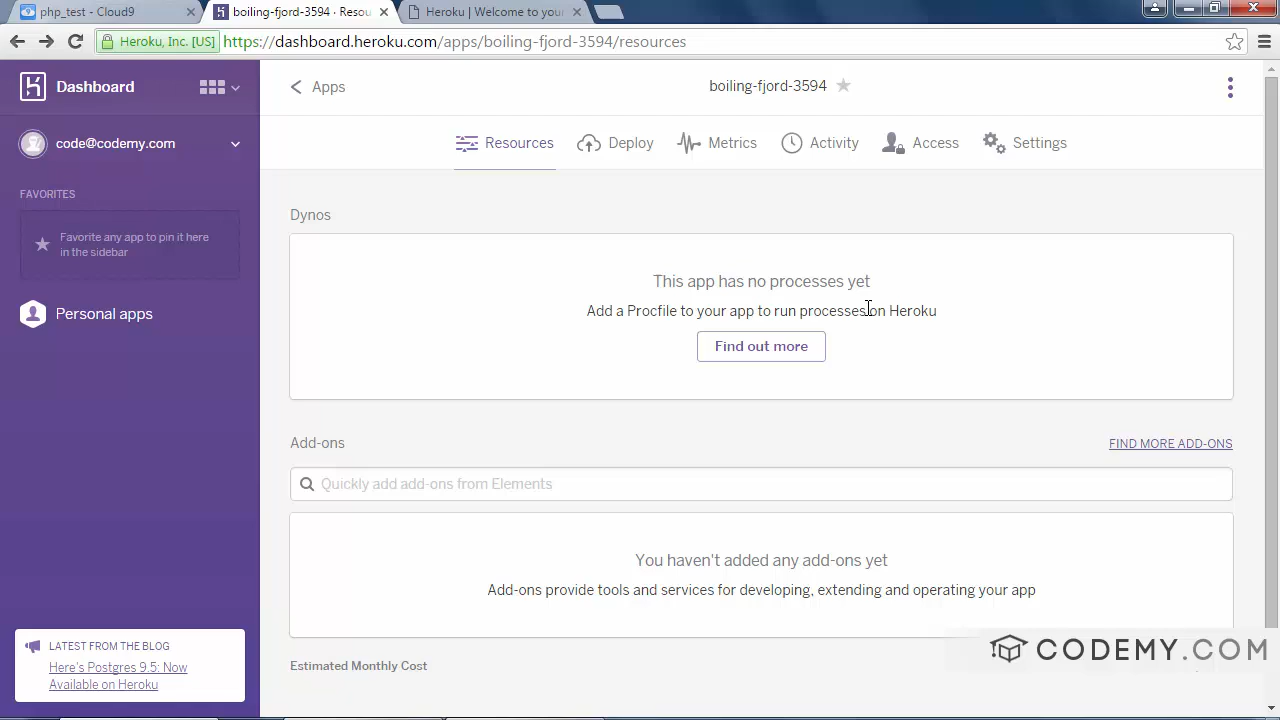 php_test - Cloud9
boiling-fjord-3594 · Resou
Heroku | Welcome to your
Heroku, Inc. [US]
https://dashboard.heroku.com/apps/boiling-fjord-3594/resources
Dashboard
Apps
boiling-fjord-3594
code@codemy.com
Resources
Deploy
Metrics
Activity
Access
Settings
FAVORITES
Favorite any app to pin it here
in the sidebar
Personal apps
Dynos
This app has no processes yet
Add a Procfile to your app to run processes on Heroku
Find out more
Add-ons
FIND MORE ADD-ONS
Quickly add add-ons from Elements
You haven't added any add-ons yet
Add-ons provide tools and services for developing, extending and operating your app
Estimated Monthly Cost
LATEST FROM THE BLOG
Here's Postgres 9.5: Now
Available on Heroku
CODEMY.COM